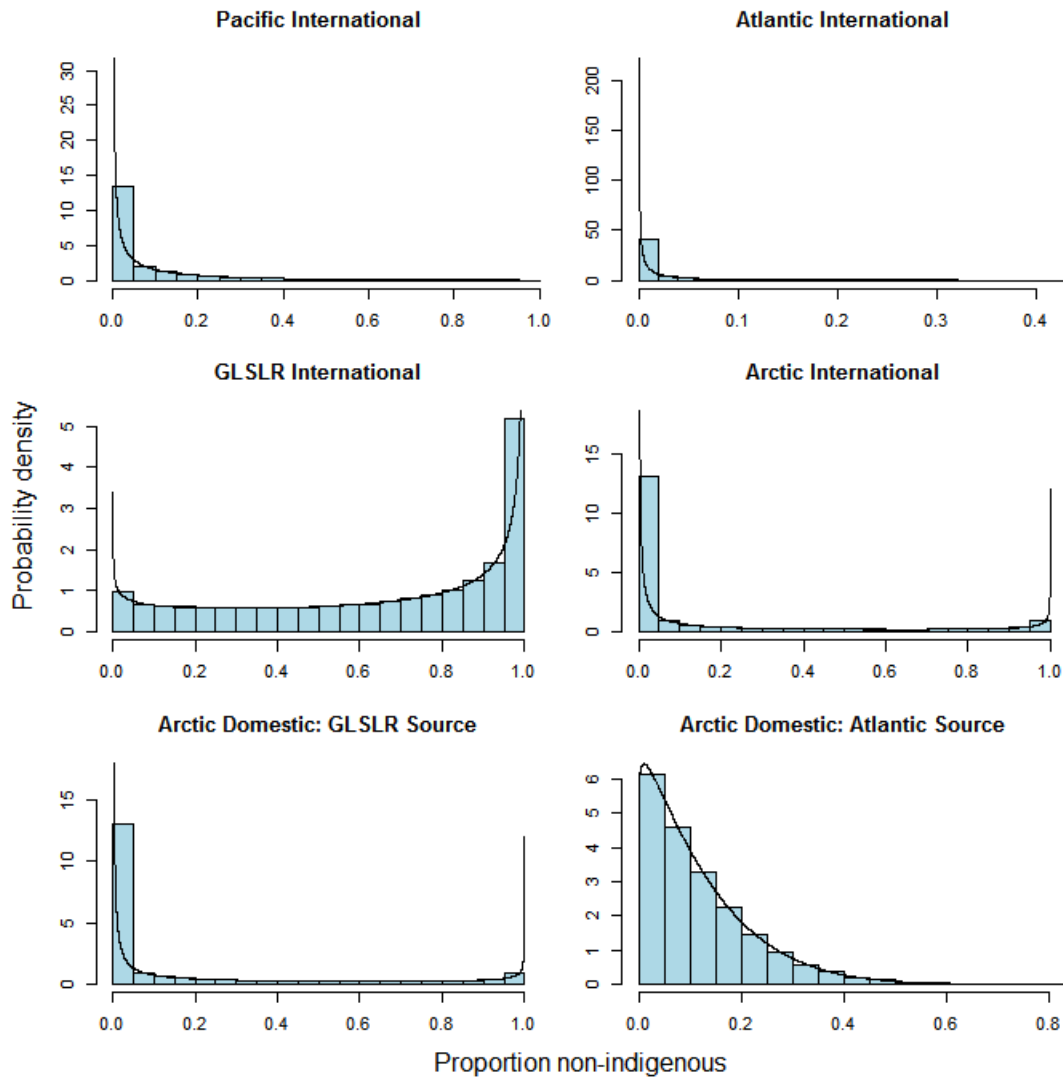 Pacific International
Atlantic International
30
25
20
15
10
5
0
0.0 0.2 0.4 0.6 0.8 1.0
200
150
100
50
0
0.0 0.1 0.2 0.3 0.4
GLSLR International
Arctic International
5
4
3
2
1
0
0.0 0.2 0.4 0.6 0.8 1.0
15
10
5
0
0.0 0.2 0.4 0.6 0.8 1.0
Probability density
Arctic Domestic: GLSLR Source
Arctic Domestic: Atlantic Source
15
10
5
0
0.0 0.2 0.4 0.6 0.8 1.0
6
5
4
3
2
1
0
0.0 0.2 0.4 0.6 0.8
Proportion non-indigenous